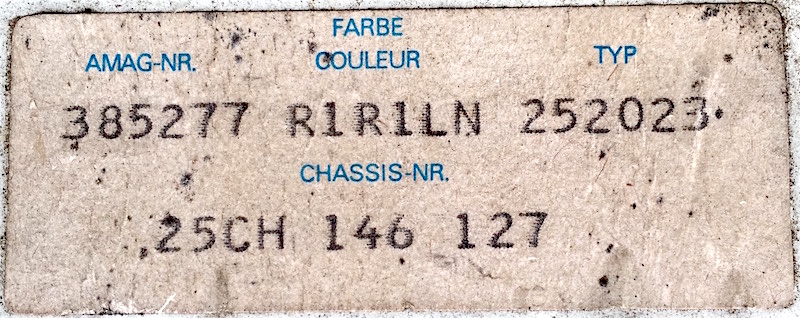 FARBE
AMAG-NR. COULEUR TYP
385277 R1R1LN 252023
CHASSIS-NR.
25CH 146 127